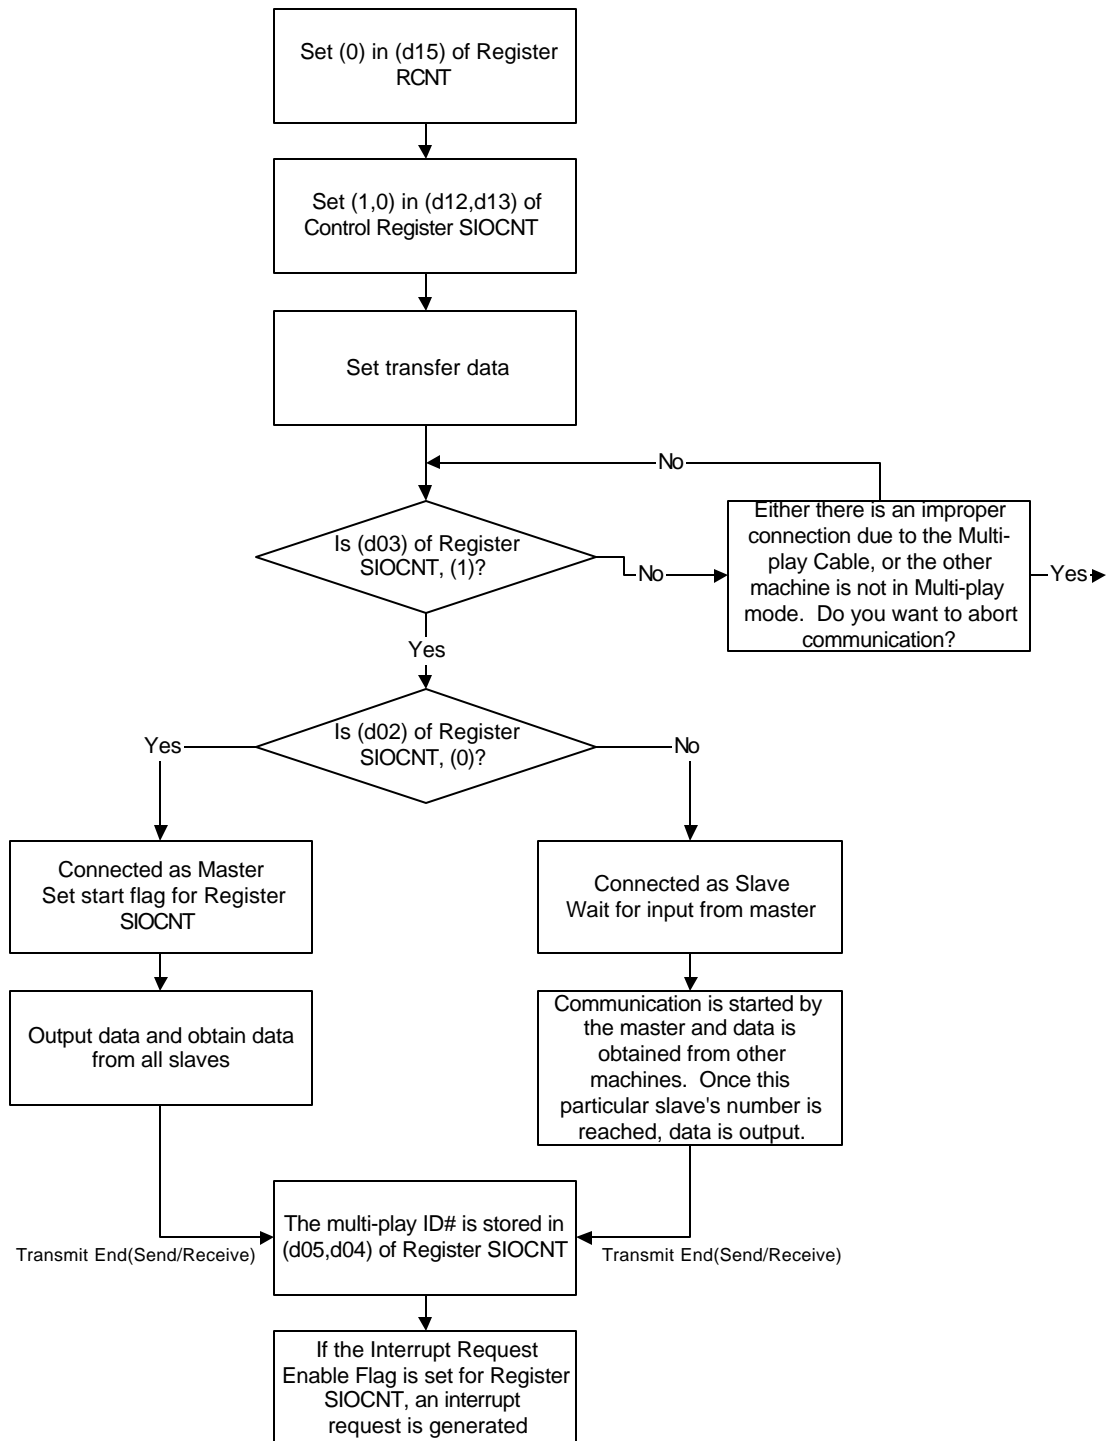 Set (0) in (d15) of Register
RCNT
Set (1,0) in (d12,d13) of
Control Register SIOCNT
Set transfer data
No
Is (d03) of Register
SIOCNT, (1)?
No
Either there is an improper
connection due to the Multi-
play Cable, or the other
machine is not in Multi-play
mode. Do you want to abort
communication?
Yes
Yes
Is (d02) of Register
SIOCNT, (0)?
Yes
No
Connected as Master
Set start flag for Register
SIOCNT
Connected as Slave
Wait for input from master
Output data and obtain data
from all slaves
Communication is started by
the master and data is
obtained from other
machines. Once this
particular slave's number is
reached, data is output.
The multi-play ID# is stored in
(d05,d04) of Register SIOCNT
Transmit End(Send/Receive)
Transmit End(Send/Receive)
If the Interrupt Request
Enable Flag is set for Register
SIOCNT, an interrupt
request is generated